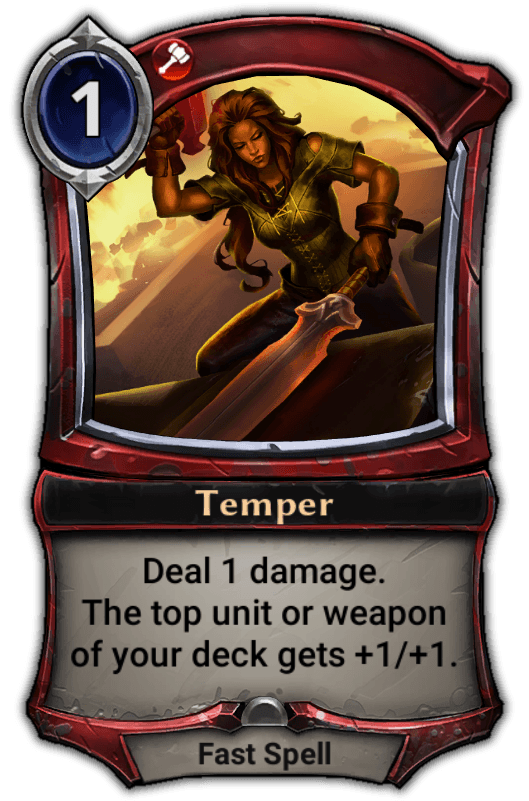 1
Temper
Deal 1 damage.
The top unit or weapon
of your deck gets +1/+1.
Fast Spell